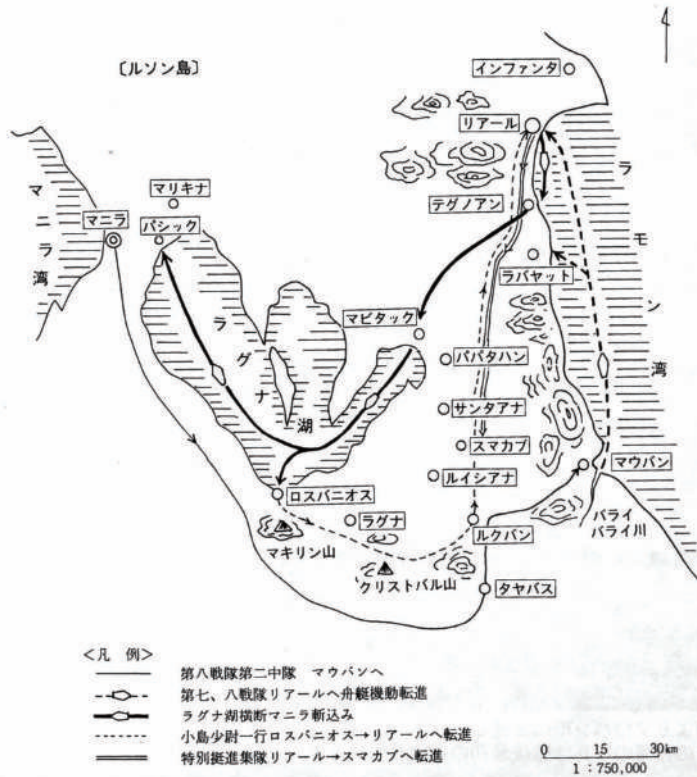 〔ルソン島〕
インファンタ
リアール
マニラ湾
マリキナ
マニラ
パシック
テグノアン
ラモン湾
ラバヤット
ラグナ湖
マビタック
パパタハン
サンタアナ
スマカブ
マウバン
ロスバニオス
ルイシアナ
ラグナ
ルクバン
バライバライ川
マキリン山
クリストバル山
タヤバス
<凡 例>
第八戦隊第二中隊 マウバンへ
第七、八戦隊リアールへ舟艇機動転進
ラグナ湖横断マニラ斬込み
小島少尉一行ロスバニオス→リアールへ転進
特別挺進集隊リアール→スマカブへ転進
0 15 30km
1：750,000